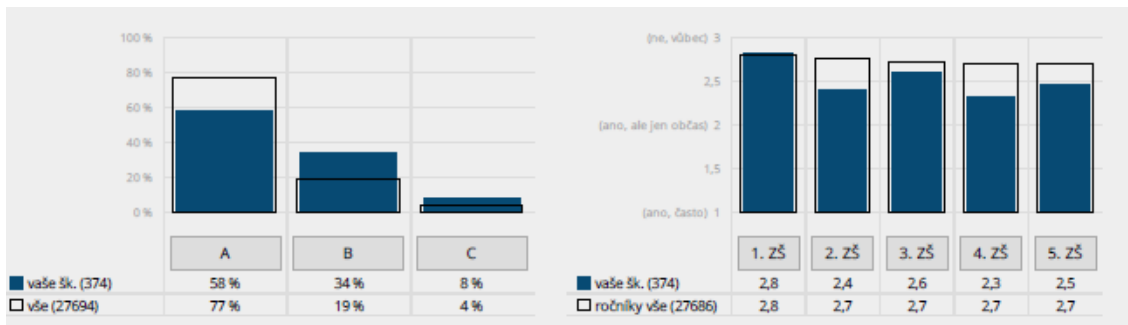 100 %
80 %
60 %
40 %
20 %
0 %
A B C
vaše šk. (374) 58 % 34 % 8 %
vše (27694) 77 % 19 % 4 %
(ne, vůbec) 3
2,5
(ano, ale jen občas) 2
1,5
(ano, často) 1
1. ZŠ 2. ZŠ 3. ZŠ 4. ZŠ 5. ZŠ
vaše šk. (374) 2,8 2,4 2,6 2,3 2,5
ročníky vše (27686) 2,8 2,7 2,7 2,7 2,7